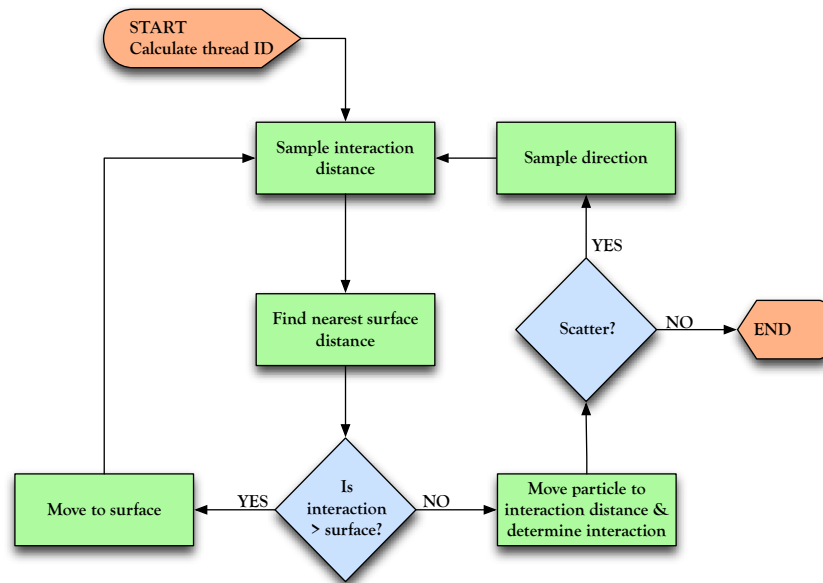 START
Calculate thread ID
Sample interaction
distance
Sample direction
YES
Find nearest surface
distance
Scatter?
NO
END
Is
interaction
> surface?
YES
NO
Move to surface
Move particle to
interaction distance &
determine interaction